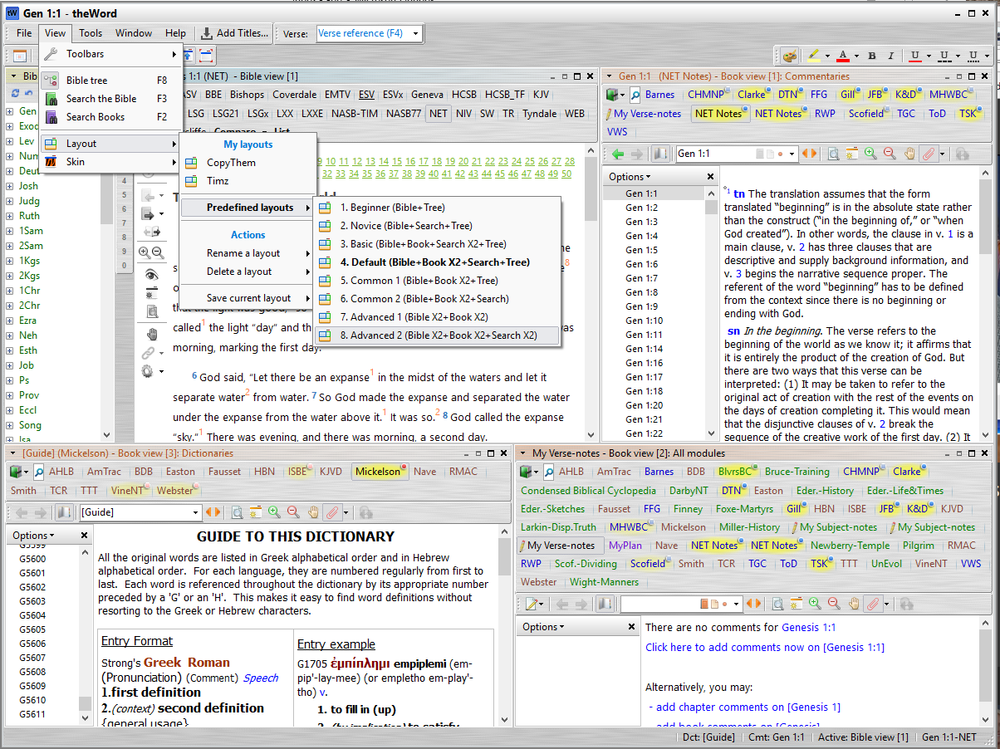 Gen 1:1 - theWord
File View Tools Window Help Add Titles... Verse: Verse reference (F4)
Toolbars
Bible tree F8
Search the Bible F3
Search Books F2
Layout
Skin
My layouts
CopyThem
Timz
Predefined layouts
Actions
Rename a layout
Delete a layout
Save current layout
1. Beginner (Bible+Tree)
2. Novice (Bible+Search+Tree)
3. Basic (Bible+Book+Search X2+Tree)
4. Default (Bible+Book X2+Search+Tree)
5. Common 1 (Bible+Book X2+Tree)
6. Common 2 (Bible+Book X2+Search)
7. Advanced 1 (Bible X2+Book X2)
8. Advanced 2 (Bible X2+Book X2+Search X2)
Bib
Gen
Exod
Lev
Num
Deut
Josh
Judg
Ruth
1Sam
2Sam
1Kgs
2Kgs
1Chr
2Chr
Ezra
Neh
Esth
Job
Ps
Prov
Eccl
Song
Isa
4
5
6
7
8
9
0
1:1 (NET) - Bible view [1]
SV BBE Bishops Coverdale EMTV ESV ESVx Geneva HCSB HCSB_TF KJV
LSG LSG21 LSGx LXX LXXE NASB-TIM NASB77 NET NIV SW TR Tyndale WEB
Compare List
9 10 11 12 13 14 15 16 17 18 19 20 21 22 23 24 25 26 27 28
32 33 34 35 36 37 38 39 40 41 42 43 44 45 46 47 48 49 50
that the light was good,
called1 the light “day” and th
was
morning, marking the first day.
6 God said, “Let there be an expanse1 in the midst of the waters and let it
separate water2 from water. 7 So God made the expanse and separated the water
under the expanse from the water above it.1 It was so.2 8 God called the expanse
“sky.”1 There was evening, and there was morning, a second day.
Gen 1:1 (NET Notes) - Book view [1]: Commentaries
Barnes CHMNP Clarke DTN FFG Gill JFB K&D MHWBC
My Verse-notes NET Notes NET Notes RWP Scofield TGC ToD TSK
VWS
Gen 1:1
Options
Gen 1:1
Gen 1:2
Gen 1:3
Gen 1:4
Gen 1:5
Gen 1:6
Gen 1:7
Gen 1:8
Gen 1:9
Gen 1:10
Gen 1:11
Gen 1:14
Gen 1:16
Gen 1:17
Gen 1:18
Gen 1:20
Gen 1:21
Gen 1:22
°1 tn The translation assumes that the form
translated “beginning” is in the absolute state rather
than the construct (“in the beginning of,” or “when
God created”). In other words, the clause in v. 1 is a
main clause, v. 2 has three clauses that are
descriptive and supply background information, and
v. 3 begins the narrative sequence proper. The
referent of the word “beginning” has to be defined
from the context since there is no beginning or
ending with God.
sn In the beginning. The verse refers to the
beginning of the world as we know it; it affirms that
it is entirely the product of the creation of God. But
there are two ways that this verse can be
interpreted: (1) It may be taken to refer to the
original act of creation with the rest of the events on
the days of creation completing it. This would mean
that the disjunctive clauses of v. 2 break the
sequence of the creative work of the first day. (2) It
[Guide] (Mickelson) - Book view [3]: Dictionaries
AHLB AmTrac BDB Easton Fausset HBN ISBE KJVD Mickelson Nave RMAC
Smith TCR TTT VineNT Webster
[Guide]
Options
G5599
G5600
G5601
G5602
G5603
G5604
G5605
G5606
G5607
G5608
G5609
G5610
G5611
GUIDE TO THIS DICTIONARY
All the original words are listed in Greek alphabetical order and in Hebrew
alphabetical order. For each language, they are numbered regularly from first to
last. Each word is referenced throughout the dictionary by its appropriate number
preceded by a 'G' or an 'H'. This makes it easy to find word definitions without
resorting to the Greek or Hebrew characters.
Entry Format
Strong's Greek Roman
(Pronunciation) (Comment) Speech
1.first definition
2.(context) second definition
{general usage}
Entry example
G1705 ἐμπίπλημι empiplemi (em-
pip'-lay-mee) (or empletho em-play'-
tho) v.
1. to fill in (up)
2. (by implication) to satisfy
My Verse-notes - Book view [2]: All modules
AHLB AmTrac Barnes BDB BlvrsBC Bruce-Training CHMNP Clarke
Condensed Biblical Cyclopedia DarbyNT DTN Easton Eder.-History Eder.-Life&Times
Eder.-Sketches Fausset FFG Finney Foxe-Martyrs Gill HBN ISBE JFB K&D KJVD
Larkin-Disp.Truth MHWBC Mickelson Miller-History My Subject-notes My Subject-notes
My Verse-notes MyPlan Nave NET Notes NET Notes Newberry-Temple Pilgrim RMAC
RWP Scof.-Dividing Scofield Smith TCR TGC ToD TSK TTT UnEvol VineNT VWS
Webster Wight-Manners
Options
There are no comments for Genesis 1:1
Click here to add comments now on [Genesis 1:1]
Alternatively, you may:
- add chapter comments on [Genesis 1]
- add book comments on [Genesis]
Dct: [Guide] Cmt: Gen 1:1 Active: Bible view [1] Gen 1:1-NET